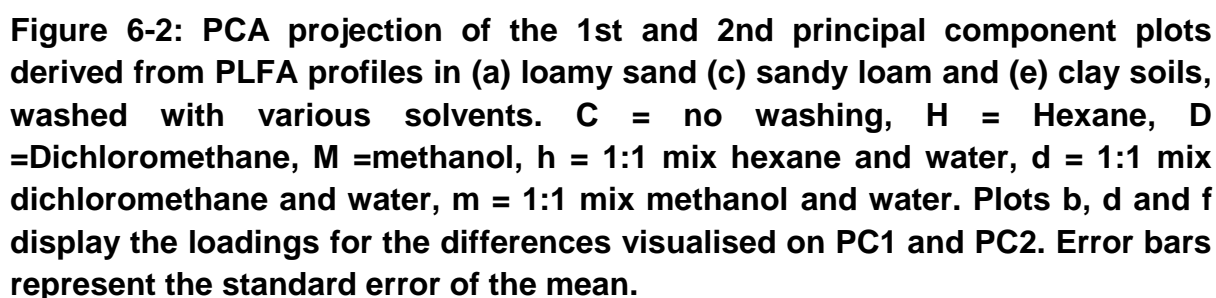 Figure 6-2: PCA projection of the 1st and 2nd principal component plots
derived from PLFA profiles in (a) loamy sand (c) sandy loam and (e) clay soils,
washed with various solvents. C = no washing, H = Hexane, D
=Dichloromethane, M =methanol, h = 1:1 mix hexane and water, d = 1:1 mix
dichloromethane and water, m = 1:1 mix methanol and water. Plots b, d and f
display the loadings for the differences visualised on PC1 and PC2. Error bars
represent the standard error of the mean.